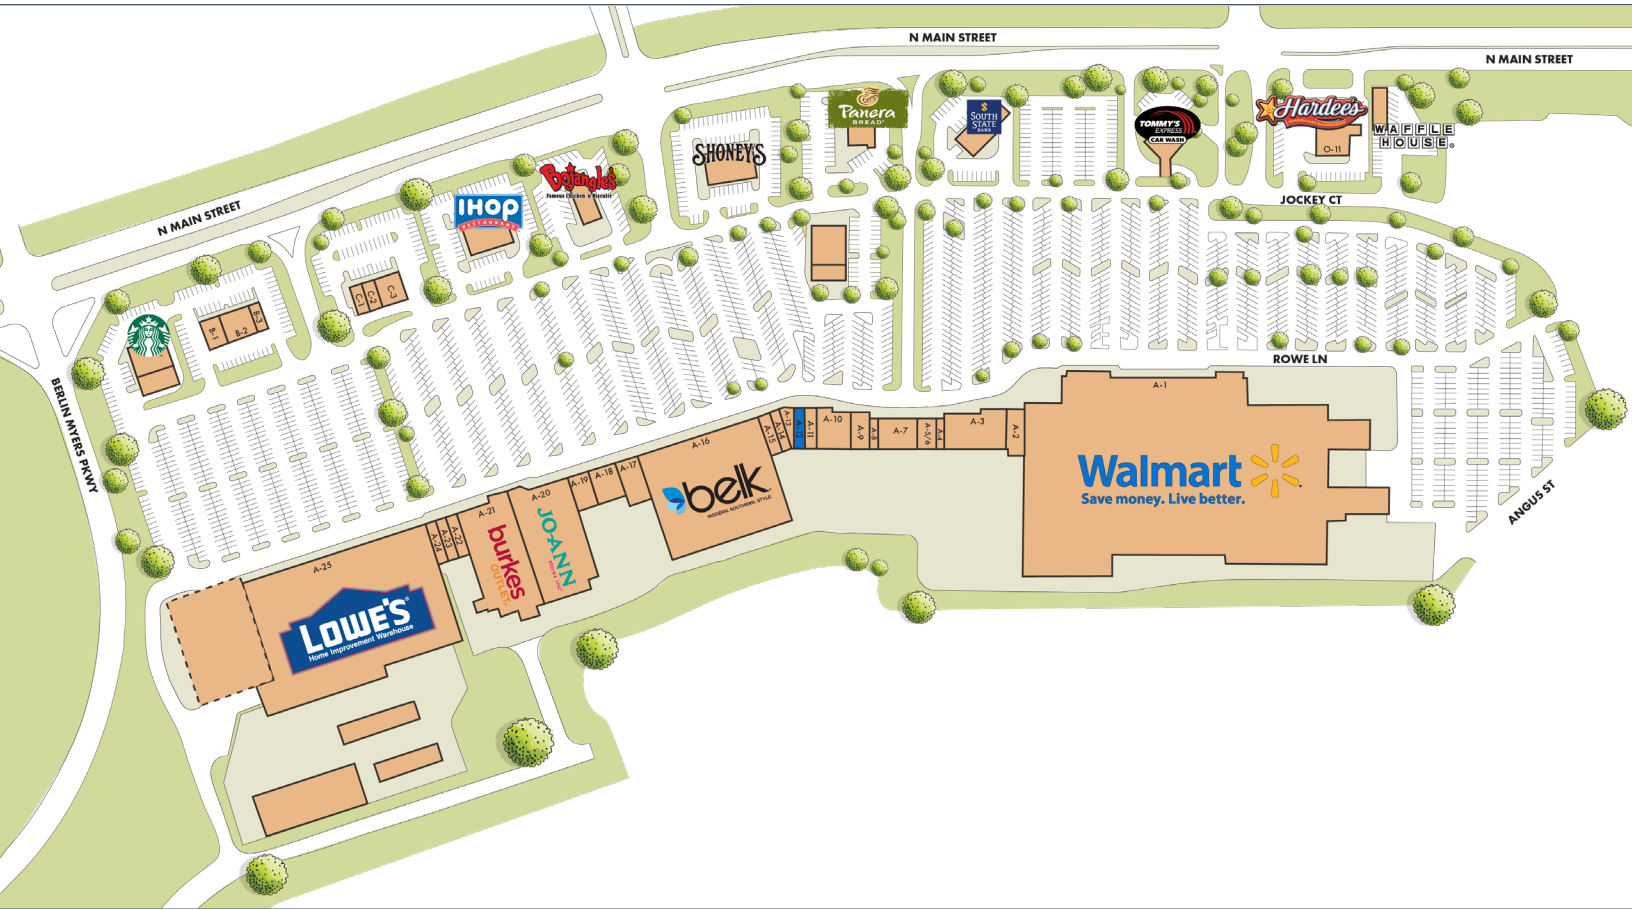 N MAIN STREET
N MAIN STREET
N MAIN STREET
Panera
BREAD®
SOUTH
STATE
BANK
TOMMY'S
EXPRESS
CAR WASH
Hardee's
WAFFLE
HOUSE®
O-11
SHONEY'S
Bojangles'
Famous Chicken 'n Biscuits
IHOP
RESTAURANT
JOCKEY CT
C-1
C-2
C-3
B-1
B-2
B-3
ROWE LN
BERLIN MYERS PKWY
ANGUS ST
A-1
Walmart
Save money. Live better.
A-2
A-3
A-4
A-5/6
A-7
A-8
A-9
A-10
A-11
A-12
A-13
A-14
A-15
A-16
belk
MODERN. SOUTHERN. STYLE.
A-17
A-18
A-19
A-20
JO-ANN
A-21
burkes
OUTLET
A-22
A-23
A-24
A-25
LOWE'S®
Home Improvement Warehouse